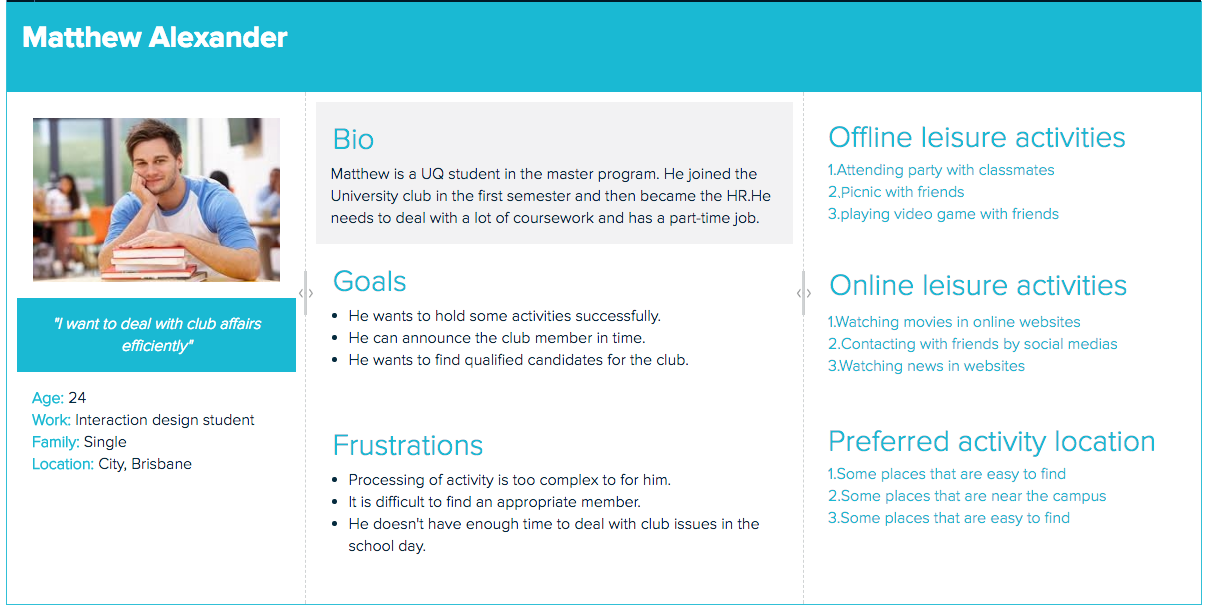 Matthew Alexander
"I want to deal with club affairs
efficiently"
Age: 24
Work: Interaction design student
Family: Single
Location: City, Brisbane
Bio
Matthew is a UQ student in the master program. He joined the
University club in the first semester and then became the HR.He
needs to deal with a lot of coursework and has a part-time job.
Goals
• He wants to hold some activities successfully.
• He can announce the club member in time.
• He wants to find qualified candidates for the club.
Frustrations
• Processing of activity is too complex to for him.
• It is difficult to find an appropriate member.
• He doesn't have enough time to deal with club issues in the
school day.
Offline leisure activities
1.Attending party with classmates
2,Picnic with friends
3.playing video game with friends
Online leisure activities
1.Watching movies in online websites
2.Contacting with friends by social medias
3.Watching news in websites
Preferred activity location
1.Some places that are easy to find
2.Some places that are near the campus
3.Some places that are easy to find